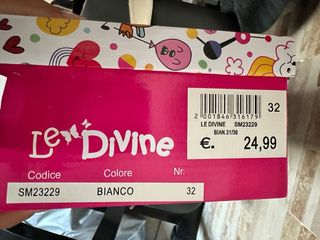 Le Divine
Codice Colore Nr.
SM23229 BIANCO 32
32
2 001846 316179
LE DIVINE SM23229
BIAN.31/36
€. 24,99